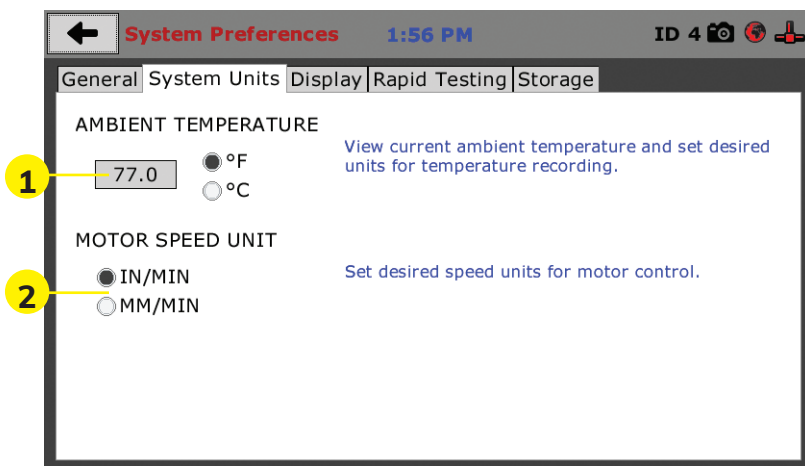 System Preferences 1:56 PM ID 4
General System Units Display Rapid Testing Storage
AMBIENT TEMPERATURE
View current ambient temperature and set desired
units for temperature recording.
1
77.0
°F
°C
MOTOR SPEED UNIT
2
IN/MIN
MM/MIN
Set desired speed units for motor control.